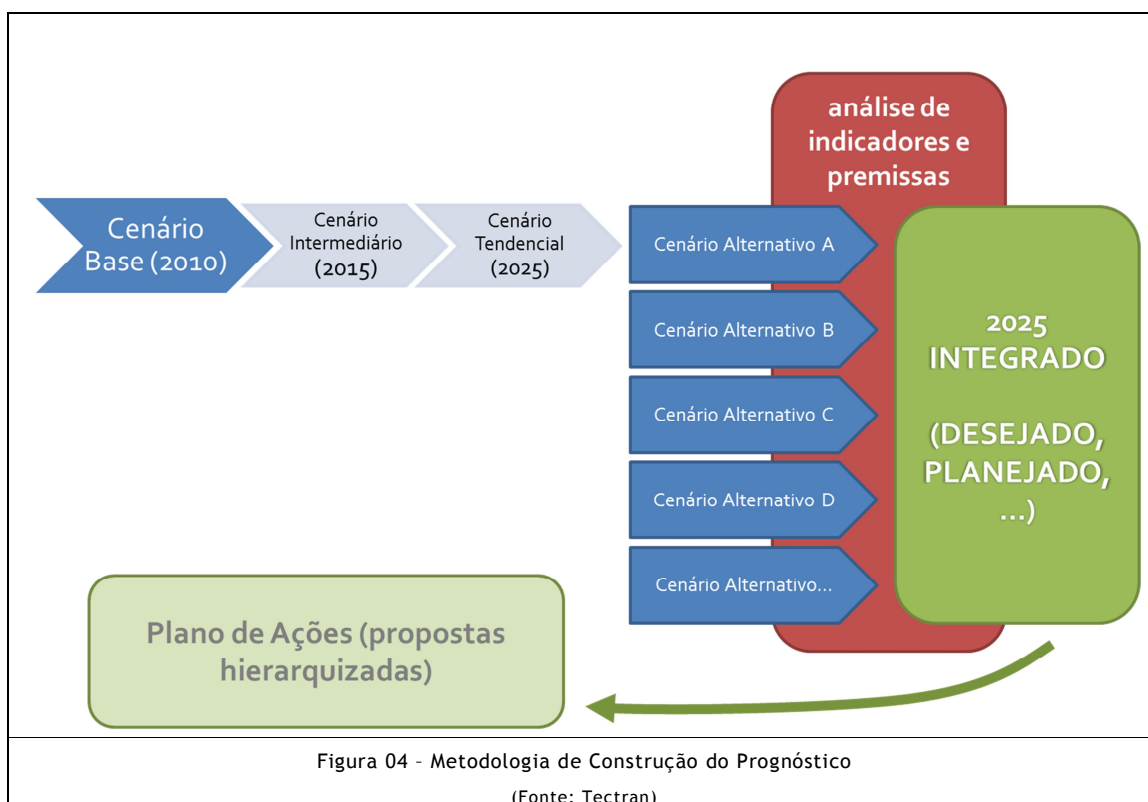 análise de
indicadores e
premissas
Cenário
Base (2010)
Cenário
Intermediário
(2015)
Cenário
Tendencial
(2025)
Cenário Alternativo A
Cenário Alternativo B
Cenário Alternativo C
Cenário Alternativo D
Cenário Alternativo...
2025
INTEGRADO
(DESEJADO,
PLANEJADO,
...)
Plano de Ações (propostas
hierarquizadas)
Figura 04 – Metodologia de Construção do Prognóstico
(Fonte: Tectran)